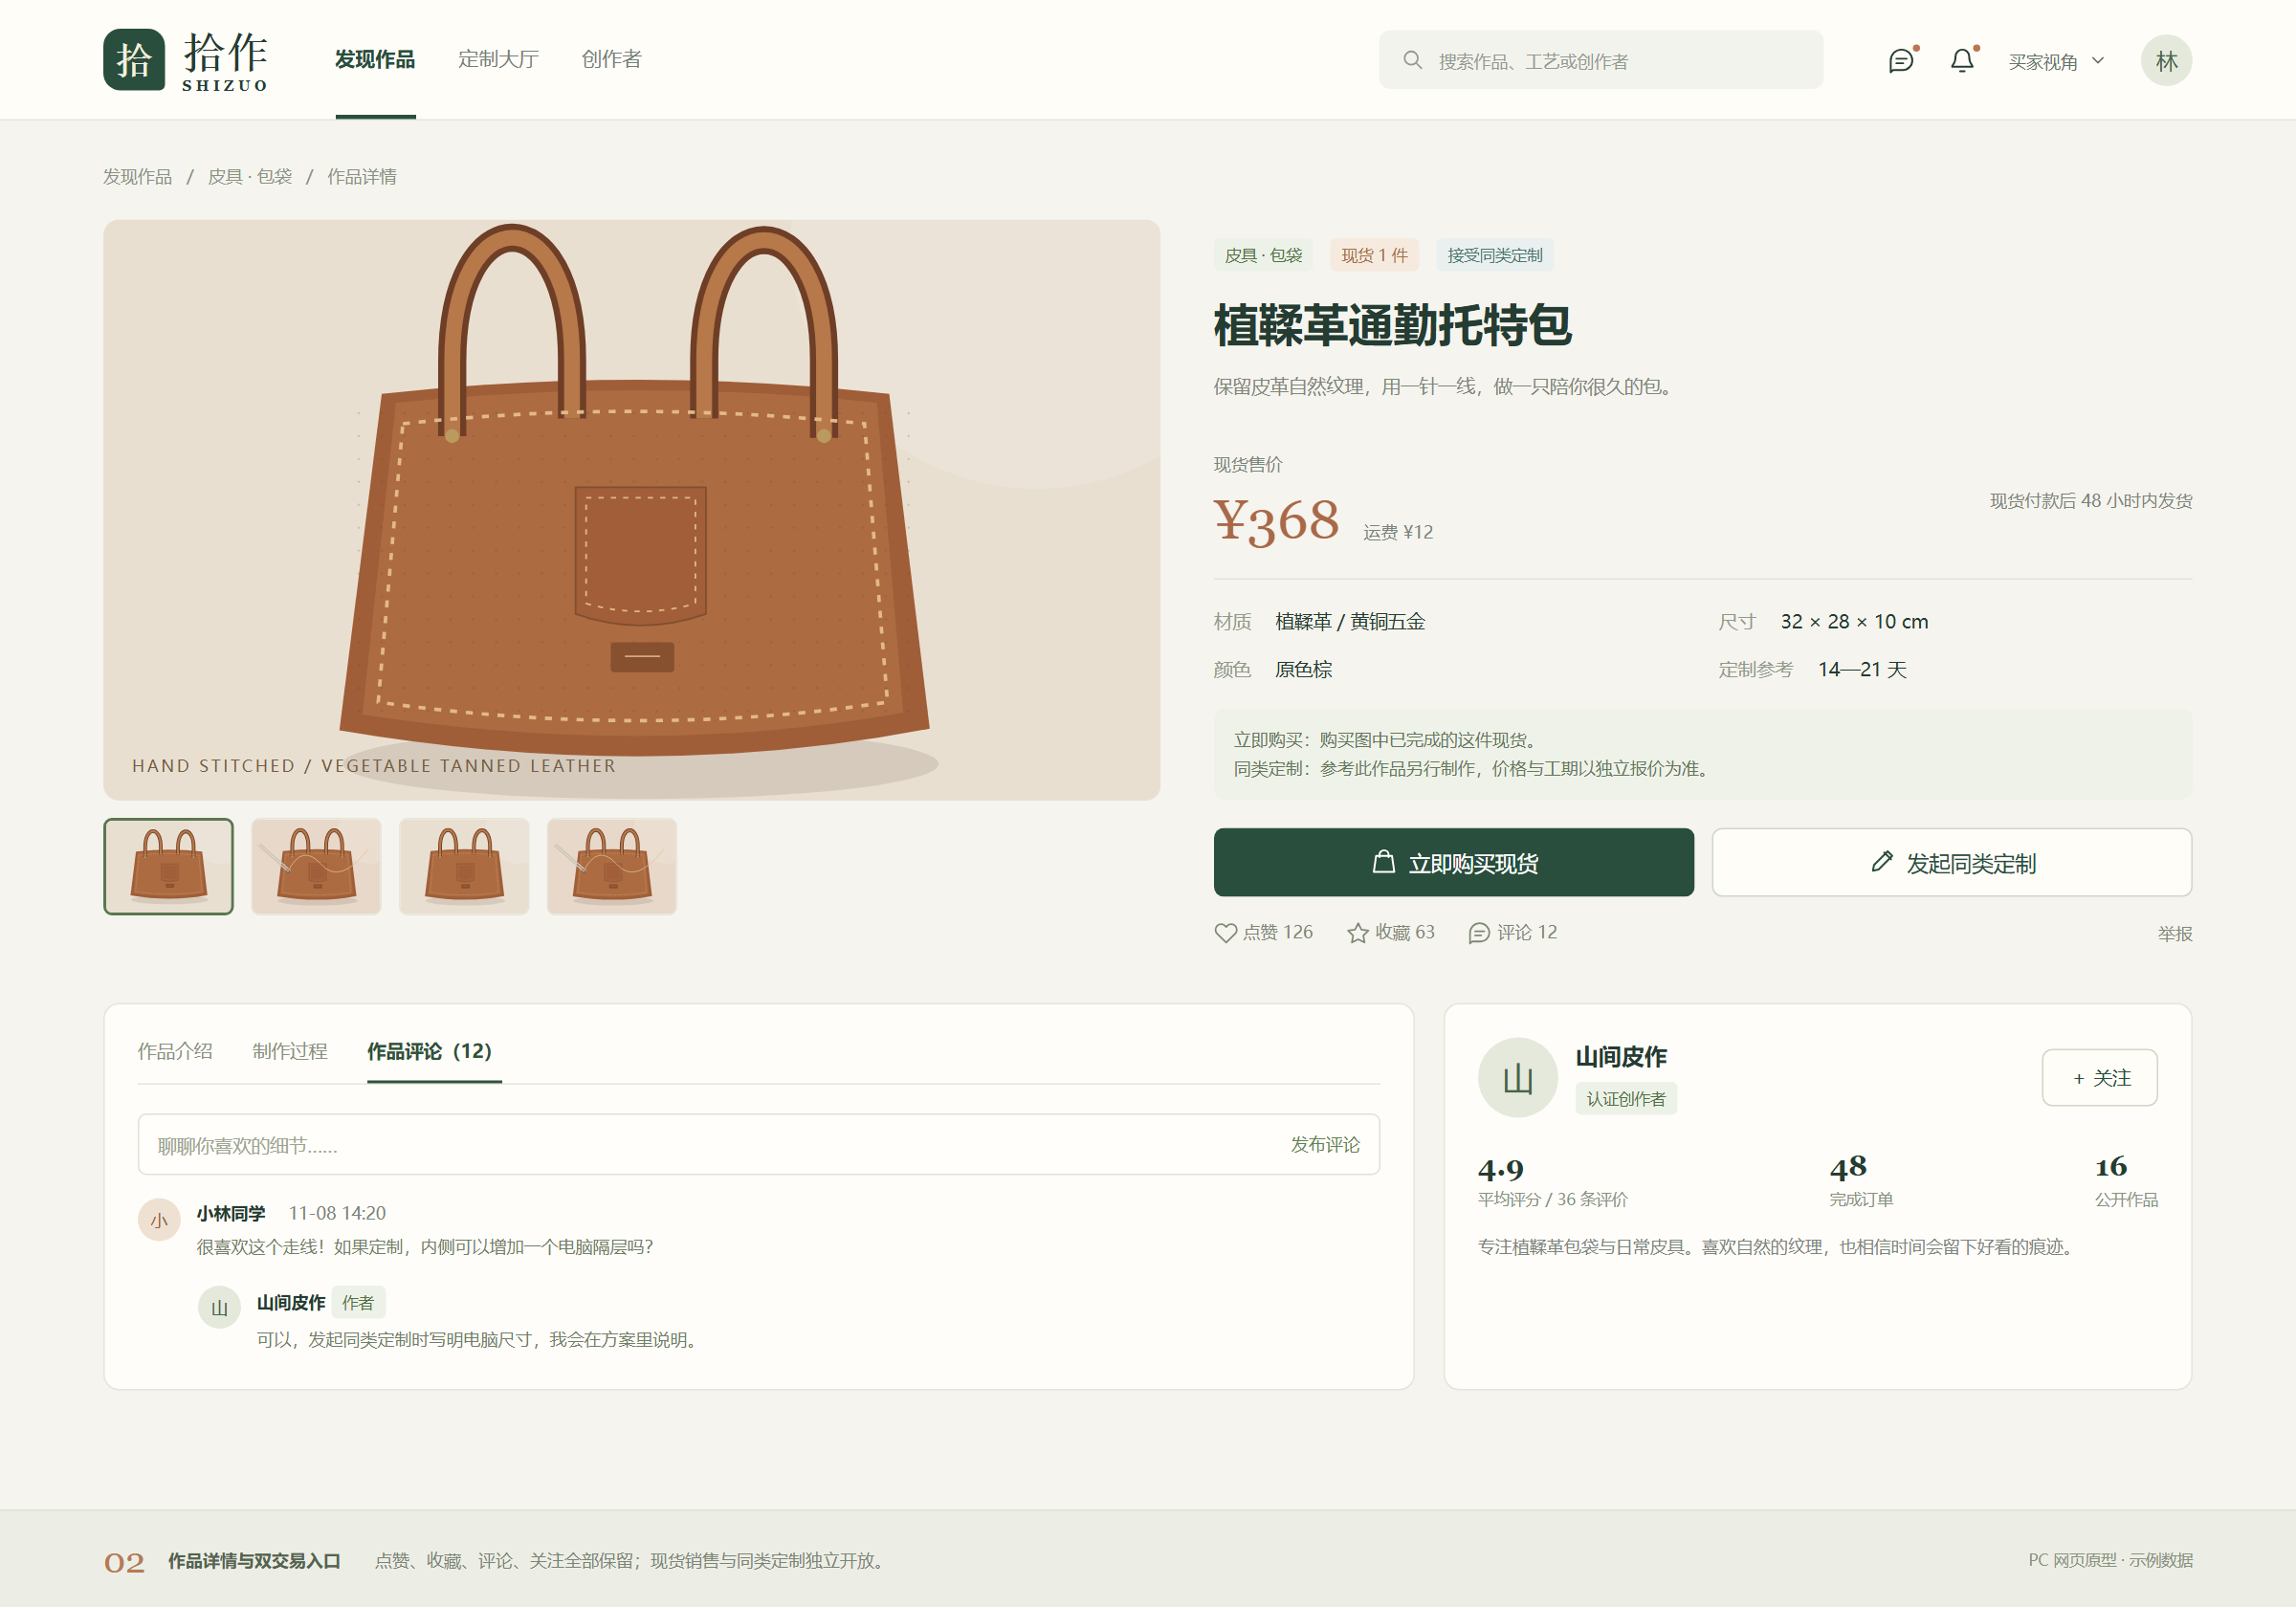 拾 拾作
SHIZUO
发现作品 定制大厅 创作者
搜索作品、工艺或创作者
买家视角 林
发现作品 / 皮具 · 包袋 / 作品详情
HAND STITCHED / VEGETABLE TANNED LEATHER
皮具 · 包袋 现货 1 件 接受同类定制
植鞣革通勤托特包
保留皮革自然纹理，用一针一线，做一只陪你很久的包。
现货售价
¥368 运费 ¥12
现货付款后 48 小时内发货
材质 植鞣革 / 黄铜五金 尺寸 32 × 28 × 10 cm
颜色 原色棕 定制参考 14—21 天
立即购买：购买图中已完成的这件现货。
同类定制：参考此作品另行制作，价格与工期以独立报价为准。
立即购买现货 发起同类定制
点赞 126 收藏 63 评论 12 举报
作品介绍 制作过程 作品评论（12）
聊聊你喜欢的细节…… 发布评论
小 小林同学 11-08 14:20
很喜欢这个走线！如果定制，内侧可以增加一个电脑隔层吗？
山 山间皮作 作者
可以，发起同类定制时写明电脑尺寸，我会在方案里说明。
山 山间皮作
认证创作者
+ 关注
4.9 48 16
平均评分 / 36 条评价 完成订单 公开作品
专注植鞣革包袋与日常皮具。喜欢自然的纹理，也相信时间会留下好看的痕迹。
02 作品详情与双交易入口 点赞、收藏、评论、关注全部保留；现货销售与同类定制独立开放。
PC 网页原型 · 示例数据